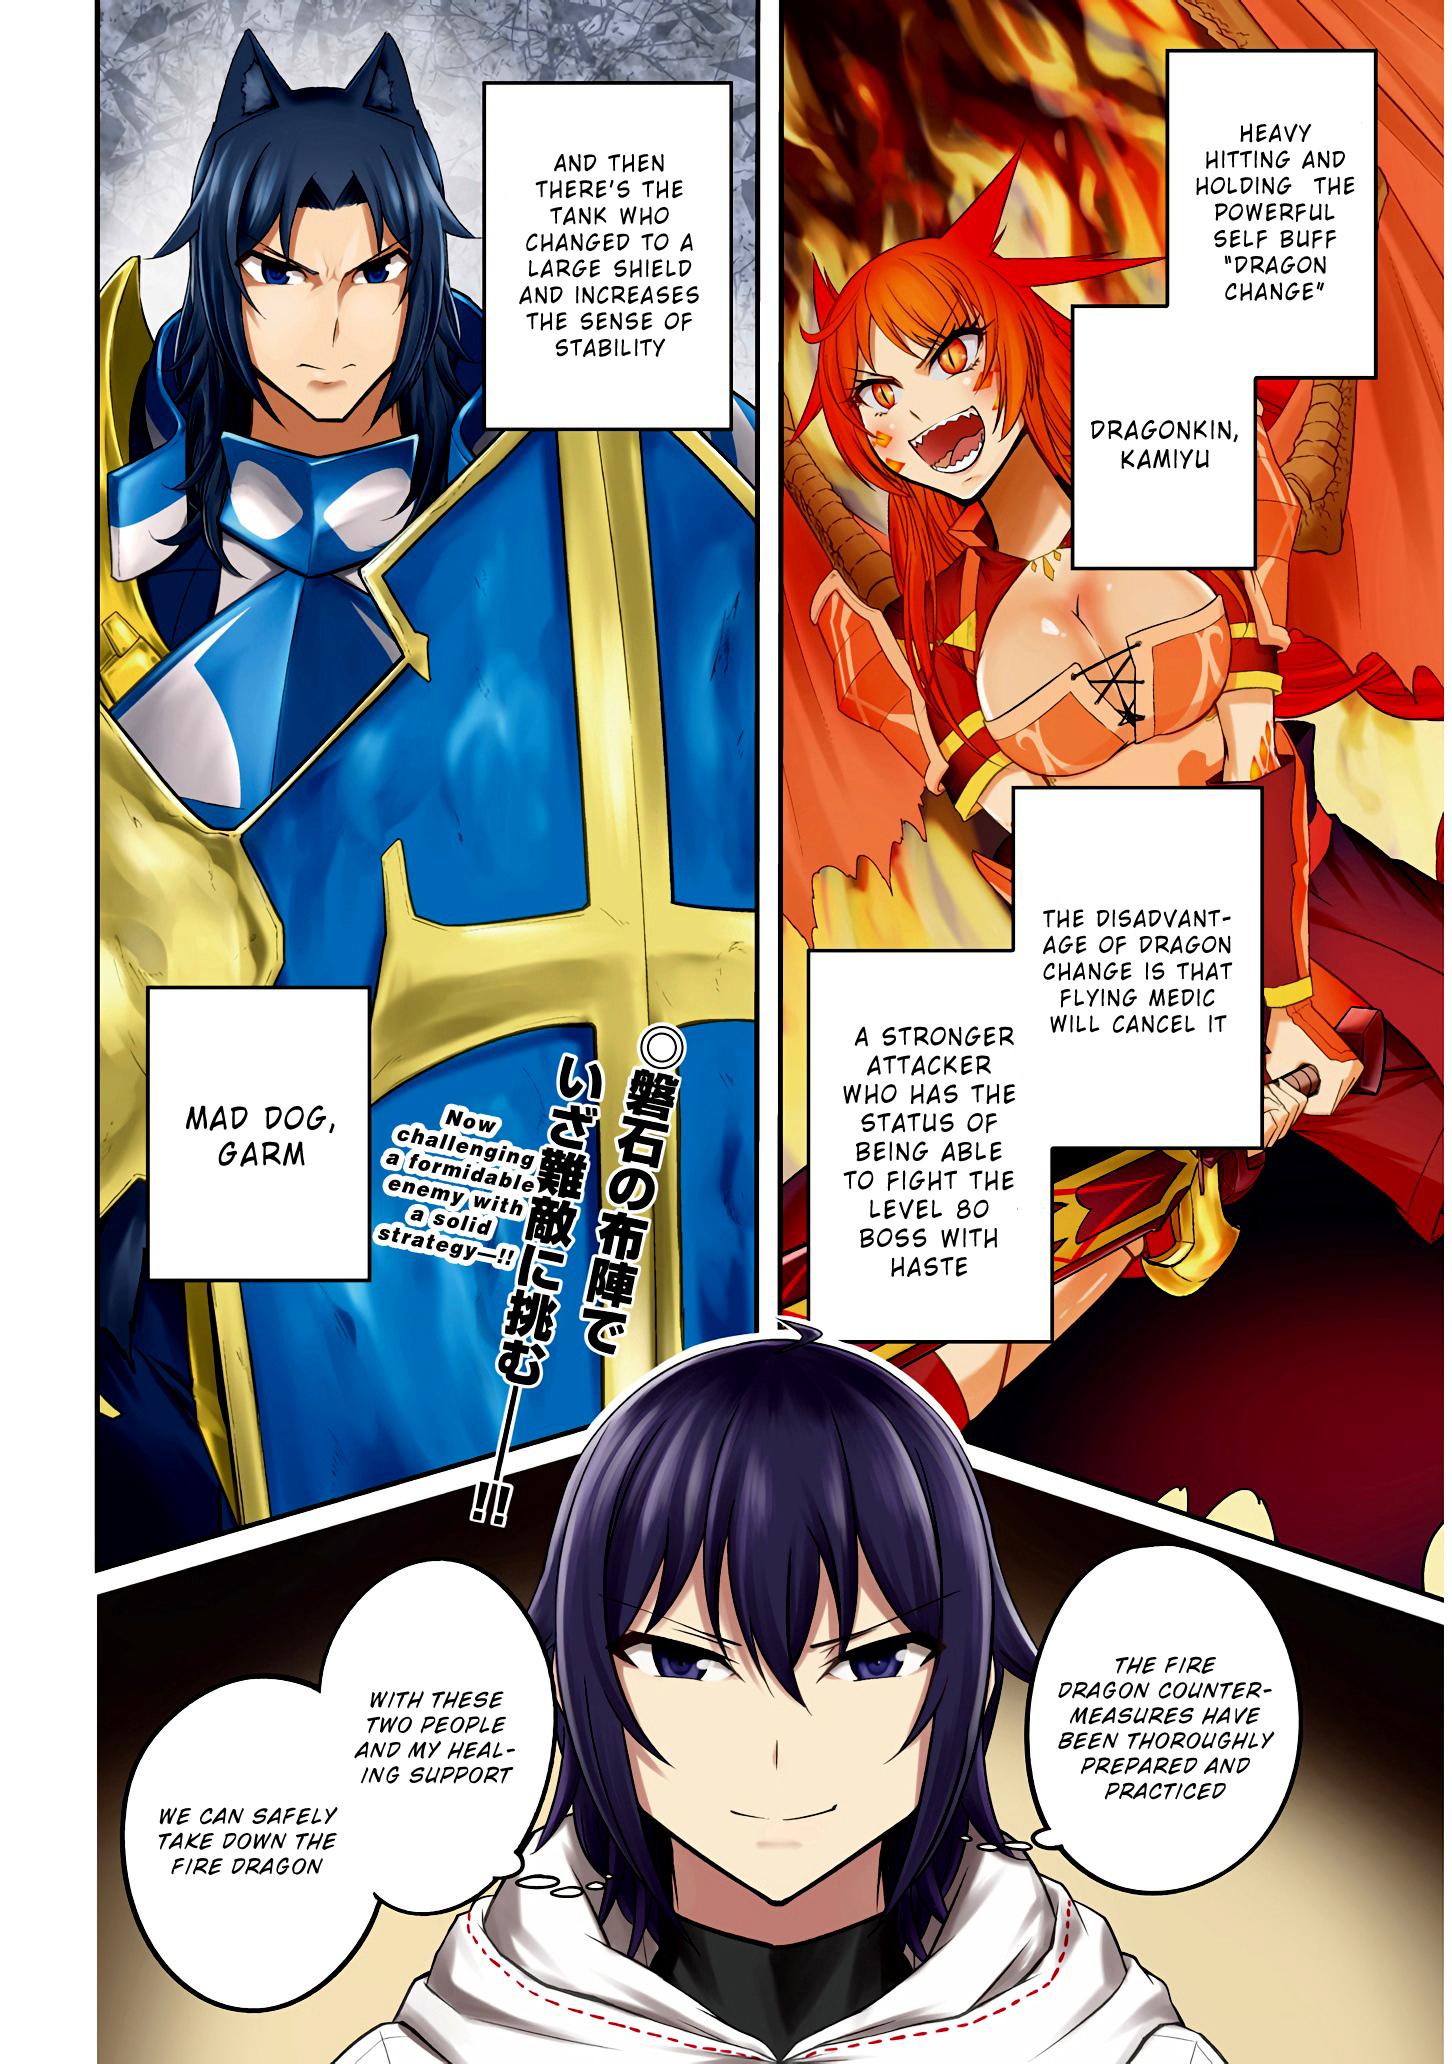 HEAVY
HITTING AND
HOLDING THE
POWERFUL
SELF BUFF
"DRAGON
CHANGE"
DRAGONKIN,
KAMIYU
THE DISADVANT-
AGE OF DRAGON
CHANGE IS THAT
FLYING MEDIC
WILL CANCEL IT
A STRONGER
ATTACKER
WHO HAS THE
STATUS OF
BEING ABLE
TO FIGHT THE
LEVEL 80
BOSS WITH
HASTE
AND THEN
THERE'S THE
TANK WHO
CHANGED TO A
LARGE SHIELD
AND INCREASES
THE SENSE OF
STABILITY
MAD DOG,
GARM
◎磐石の布陣で
いざ難敵に挑む――!!
Now
challenging
a formidable
enemy with
a solid
strategy—!!
THE FIRE
DRAGON COUNTER-
MEASURES HAVE
BEEN THOROUGHLY
PREPARED AND
PRACTICED
WITH THESE
TWO PEOPLE
AND MY HEAL-
ING SUPPORT
WE CAN SAFELY
TAKE DOWN THE
FIRE DRAGON